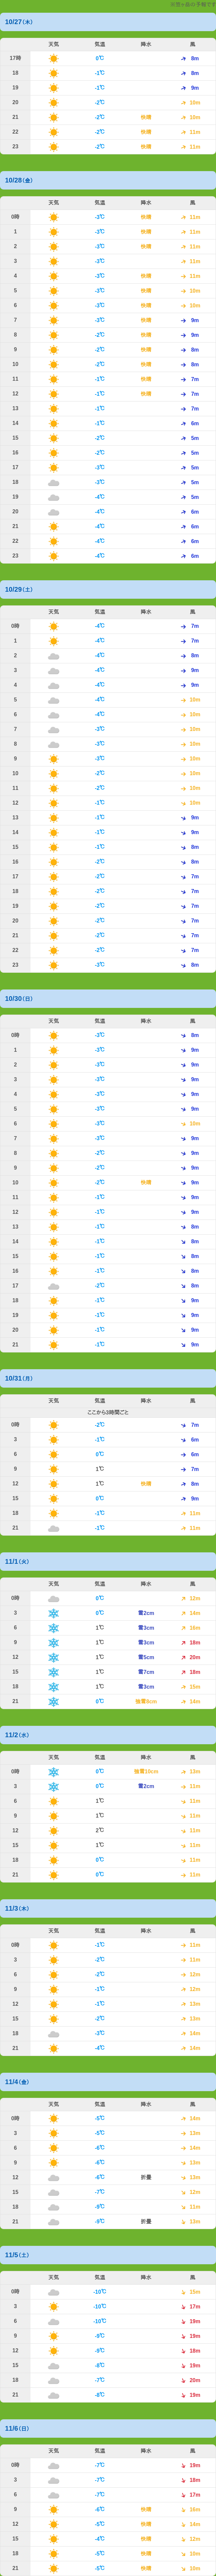 10/27(木)
天気 気温 降水 風
17時 0℃ 8m
18 -1℃ 8m
19 -1℃ 9m
20 -2℃ 10m
21 -2℃ 快晴 10m
22 -2℃ 快晴 11m
23 -2℃ 快晴 11m
10/28(金)
天気 気温 降水 風
0時 -3℃ 快晴 11m
1 -3℃ 快晴 11m
2 -3℃ 快晴 11m
3 -3℃ 11m
4 -3℃ 快晴 11m
5 -3℃ 快晴 10m
6 -3℃ 快晴 10m
7 -3℃ 快晴 9m
8 -2℃ 快晴 9m
9 -2℃ 快晴 8m
10 -2℃ 快晴 8m
11 -1℃ 快晴 7m
12 -1℃ 快晴 7m
13 -1℃ 7m
14 -1℃ 6m
15 -2℃ 5m
16 -2℃ 5m
17 -3℃ 5m
18 -3℃ 5m
19 -4℃ 5m
20 -4℃ 6m
21 -4℃ 6m
22 -4℃ 6m
23 -4℃ 6m
10/29(土)
天気 気温 降水 風
0時 -4℃ 7m
1 -4℃ 7m
2 -4℃ 8m
3 -4℃ 9m
4 -4℃ 9m
5 -4℃ 10m
6 -4℃ 10m
7 -3℃ 10m
8 -3℃ 10m
9 -3℃ 10m
10 -2℃ 10m
11 -2℃ 10m
12 -1℃ 10m
13 -1℃ 9m
14 -1℃ 9m
15 -1℃ 8m
16 -2℃ 8m
17 -2℃ 7m
18 -2℃ 7m
19 -2℃ 7m
20 -2℃ 7m
21 -2℃ 7m
22 -2℃ 7m
23 -3℃ 8m
10/30(日)
天気 気温 降水 風
0時 -3℃ 8m
1 -3℃ 9m
2 -3℃ 9m
3 -3℃ 9m
4 -3℃ 9m
5 -3℃ 9m
6 -3℃ 10m
7 -3℃ 9m
8 -2℃ 9m
9 -2℃ 9m
10 -2℃ 快晴 9m
11 -1℃ 9m
12 -1℃ 9m
13 -1℃ 8m
14 -1℃ 8m
15 -1℃ 8m
16 -1℃ 8m
17 -2℃ 8m
18 -1℃ 9m
19 -1℃ 9m
20 -1℃ 9m
21 -1℃ 9m
10/31(月)
天気 気温 降水 風
ここから3時間ごと
0時 -2℃ 7m
3 -1℃ 6m
6 0℃ 6m
9 1℃ 7m
12 1℃ 快晴 8m
15 0℃ 9m
18 -1℃ 11m
21 -1℃ 11m
11/1(火)
天気 気温 降水 風
0時 0℃ 12m
3 0℃ 雪2cm 14m
6 1℃ 雪3cm 16m
9 1℃ 雪3cm 18m
12 1℃ 雪5cm 20m
15 1℃ 雪7cm 18m
18 1℃ 雪3cm 15m
21 0℃ 強雪8cm 14m
11/2(水)
天気 気温 降水 風
0時 0℃ 強雪10cm 13m
3 0℃ 雪2cm 11m
6 1℃ 11m
9 1℃ 11m
12 2℃ 11m
15 1℃ 11m
18 0℃ 11m
21 0℃ 11m
11/3(木)
天気 気温 降水 風
0時 -1℃ 11m
3 -2℃ 11m
6 -2℃ 12m
9 -1℃ 12m
12 -1℃ 13m
15 -2℃ 13m
18 -3℃ 14m
21 -4℃ 14m
11/4(金)
天気 気温 降水 風
0時 -5℃ 14m
3 -5℃ 13m
6 -6℃ 14m
9 -6℃ 13m
12 -6℃ 折曇 13m
15 -7℃ 12m
18 -9℃ 11m
21 -9℃ 折曇 13m
11/5(土)
天気 気温 降水 風
0時 -10℃ 15m
3 -10℃ 17m
6 -10℃ 19m
9 -9℃ 19m
12 -9℃ 18m
15 -8℃ 19m
18 -7℃ 20m
21 -8℃ 19m
11/6(日)
天気 気温 降水 風
0時 -7℃ 19m
3 -7℃ 18m
6 -7℃ 17m
9 -6℃ 快晴 16m
12 -5℃ 快晴 14m
15 -4℃ 快晴 12m
18 -5℃ 快晴 10m
21 -5℃ 快晴 10m